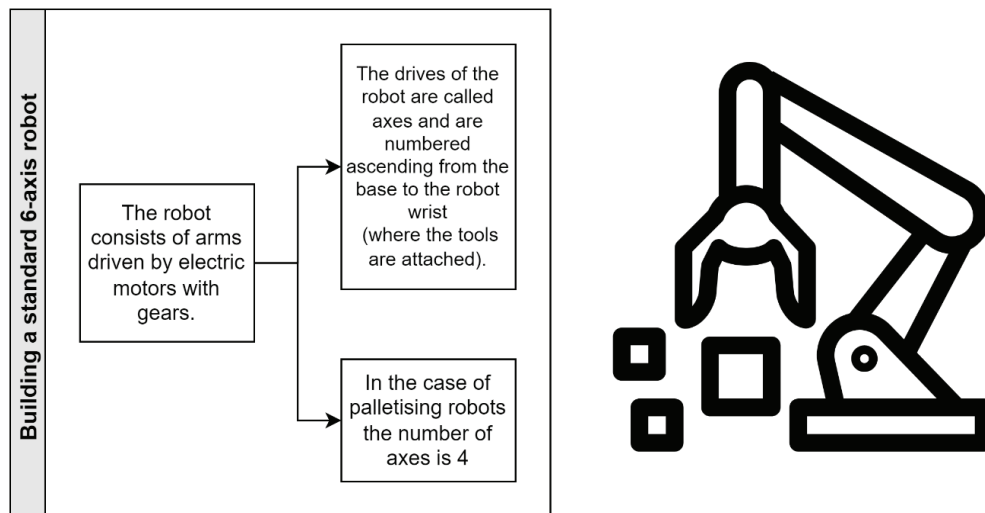 Building a standard 6-axis robot
The robot
consists of arms
driven by electric
motors with
gears.
The drives of the
robot are called
axes and are
numbered
ascending from the
base to the robot
wrist
(where the tools
are attached).
In the case of
palletising robots
the number of
axes is 4